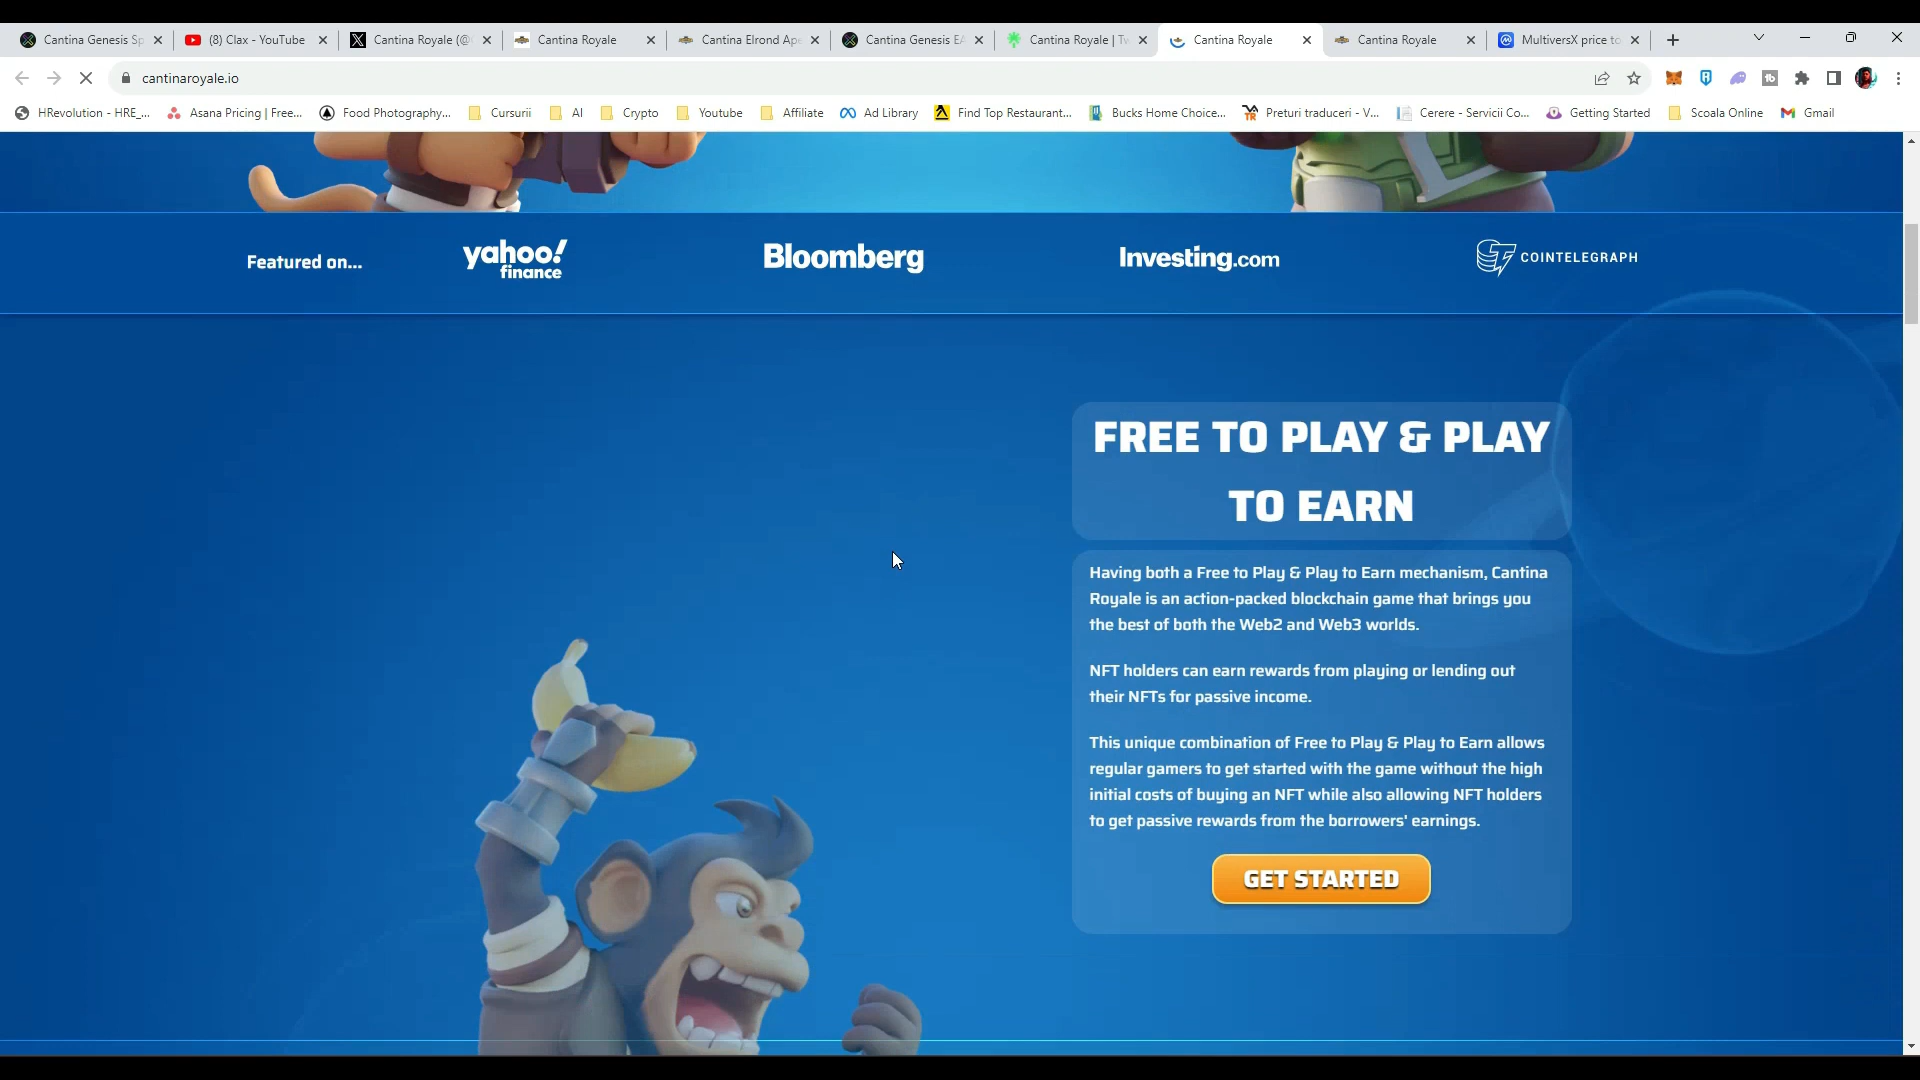 Cantina Genesis Sp
(8) Clax - YouTube
Cantina Royale (@
Cantina Royale
Cantina Elrond Ape
Cantina Genesis EA
Cantina Royale | Tw
Cantina Royale
Cantina Royale
MultiversX price to
cantinaroyale.io
HRevolution - HRE_...
Asana Pricing | Free...
Food Photography...
Cursurii
AI
Crypto
Youtube
Affiliate
Ad Library
Find Top Restaurant...
Bucks Home Choice...
Preturi traduceri - V...
Cerere - Servicii Co...
Getting Started
Scoala Online
Gmail
Featured on...
yahoo!
finance
Bloomberg
Investing.com
COINTELEGRAPH
FREE TO PLAY & PLAY
TO EARN
Having both a Free to Play & Play to Earn mechanism, Cantina
Royale is an action-packed blockchain game that brings you
the best of both the Web2 and Web3 worlds.
NFT holders can earn rewards from playing or lending out
their NFTs for passive income.
This unique combination of Free to Play & Play to Earn allows
regular gamers to get started with the game without the high
initial costs of buying an NFT while also allowing NFT holders
to get passive rewards from the borrowers' earnings.
GET STARTED